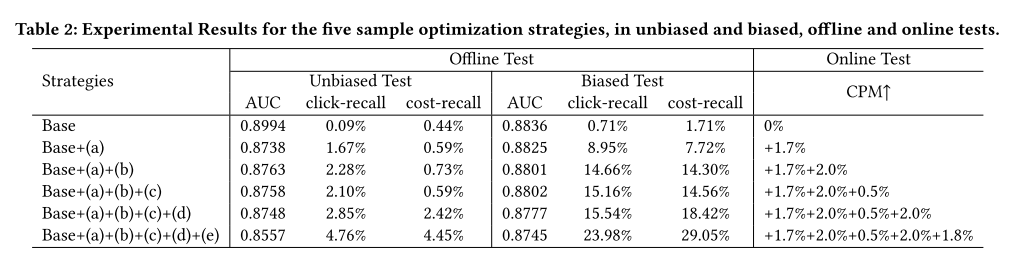 Table 2: Experimental Results for the five sample optimization strategies, in unbiased and biased, offline and online tests.
Strategies Offline Test Online Test
Unbiased Test Biased Test CPM↑
AUC click-recall cost-recall AUC click-recall cost-recall
Base 0.8994 0.09% 0.44% 0.8836 0.71% 1.71% 0%
Base+(a) 0.8738 1.67% 0.59% 0.8825 8.95% 7.72% +1.7%
Base+(a)+(b) 0.8763 2.28% 0.73% 0.8801 14.66% 14.30% +1.7%+2.0%
Base+(a)+(b)+(c) 0.8758 2.10% 0.59% 0.8802 15.16% 14.56% +1.7%+2.0%+0.5%
Base+(a)+(b)+(c)+(d) 0.8748 2.85% 2.42% 0.8777 15.54% 18.42% +1.7%+2.0%+0.5%+2.0%
Base+(a)+(b)+(c)+(d)+(e) 0.8557 4.76% 4.45% 0.8745 23.98% 29.05% +1.7%+2.0%+0.5%+2.0%+1.8%